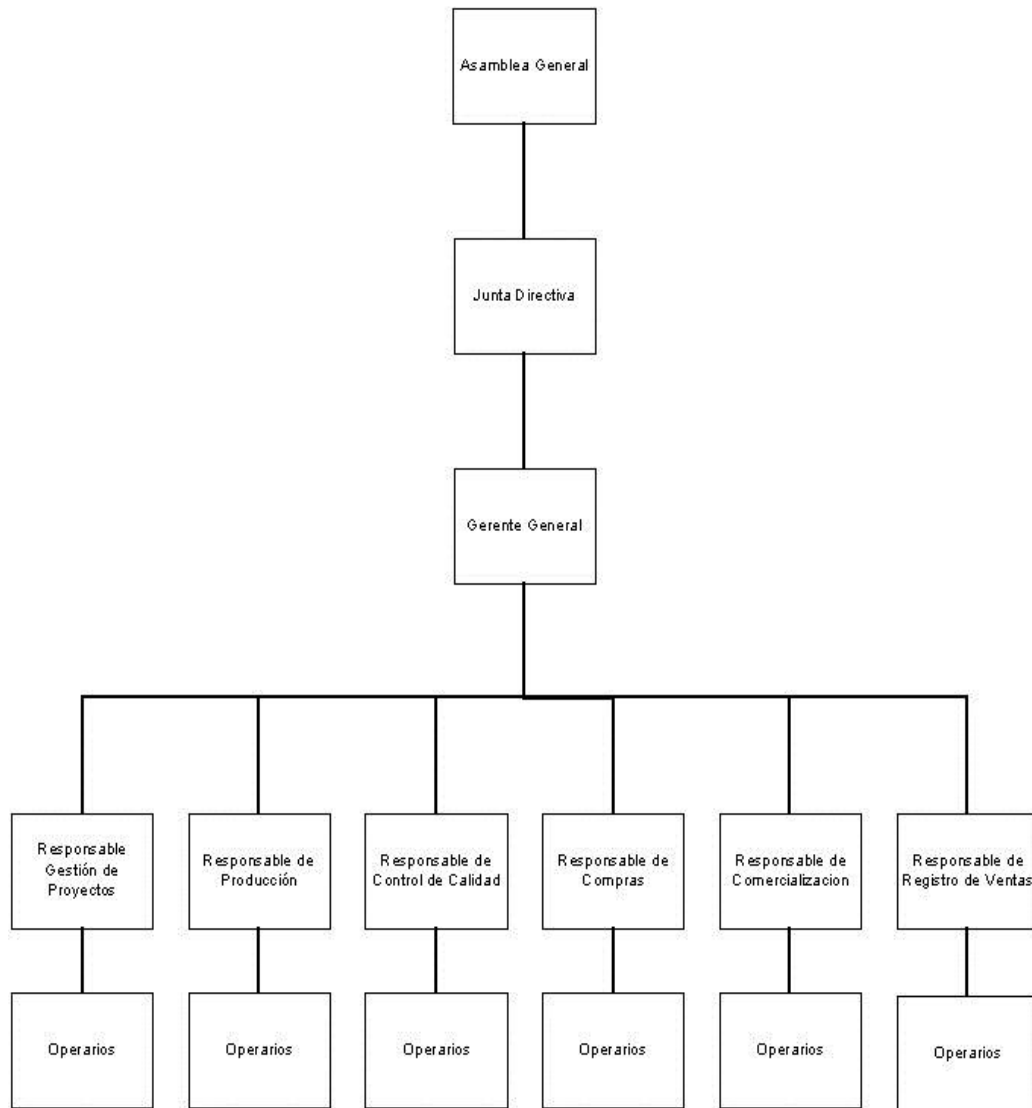 Asamblea General
Junta Directiva
Gerente General
Responsable
Gestión de
Proyectos
Responsable de
Producción
Responsable de
Control de Calidad
Responsable de
Compras
Responsable de
Comercializacion
Responsable de
Registro de Ventas
Operarios
Operarios
Operarios
Operarios
Operarios
Operarios